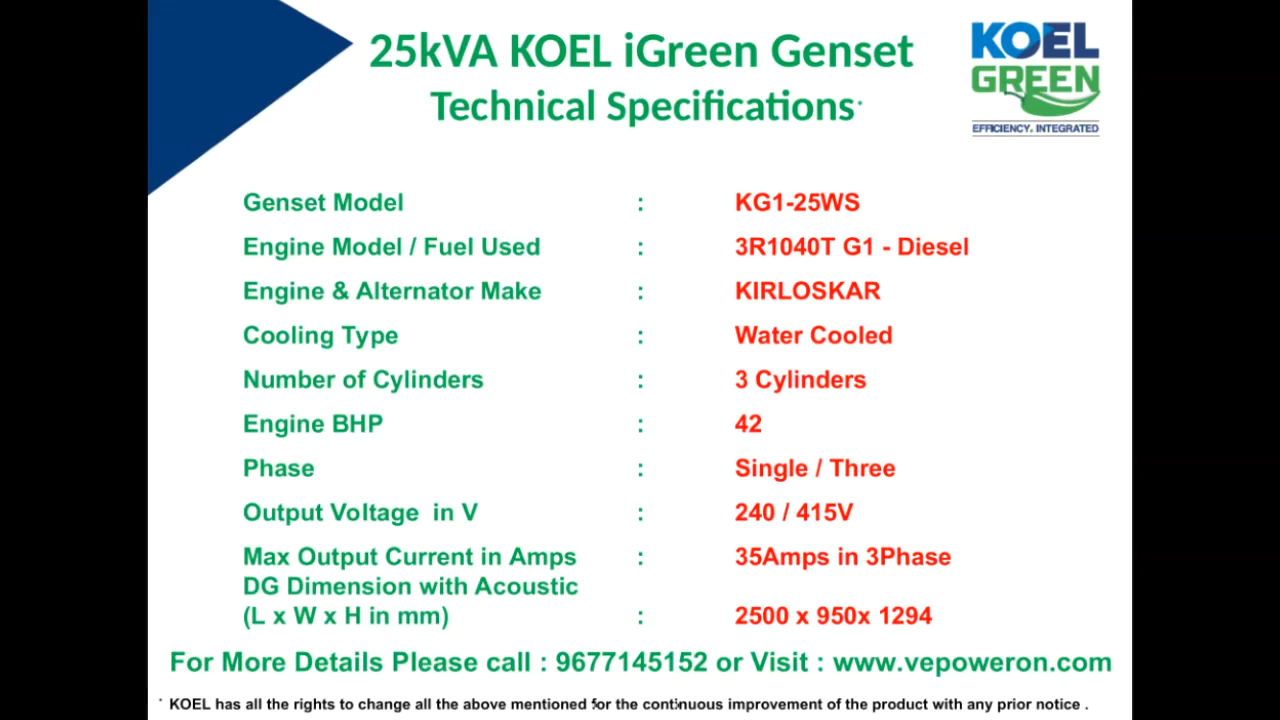 25kVA KOEL iGreen Genset
Technical Specifications*
KOEL
GREEN
EFFICIENCY. INTEGRATED
Genset Model : KG1-25WS
Engine Model / Fuel Used : 3R1040T G1 - Diesel
Engine & Alternator Make : KIRLOSKAR
Cooling Type : Water Cooled
Number of Cylinders : 3 Cylinders
Engine BHP : 42
Phase : Single / Three
Output Voltage in V : 240 / 415V
Max Output Current in Amps : 35Amps in 3Phase
DG Dimension with Acoustic
(L x W x H in mm) : 2500 x 950x 1294
For More Details Please call : 9677145152 or Visit : www.vepoweron.com
* KOEL has all the rights to change all the above mentioned for the continuous improvement of the product with any prior notice .